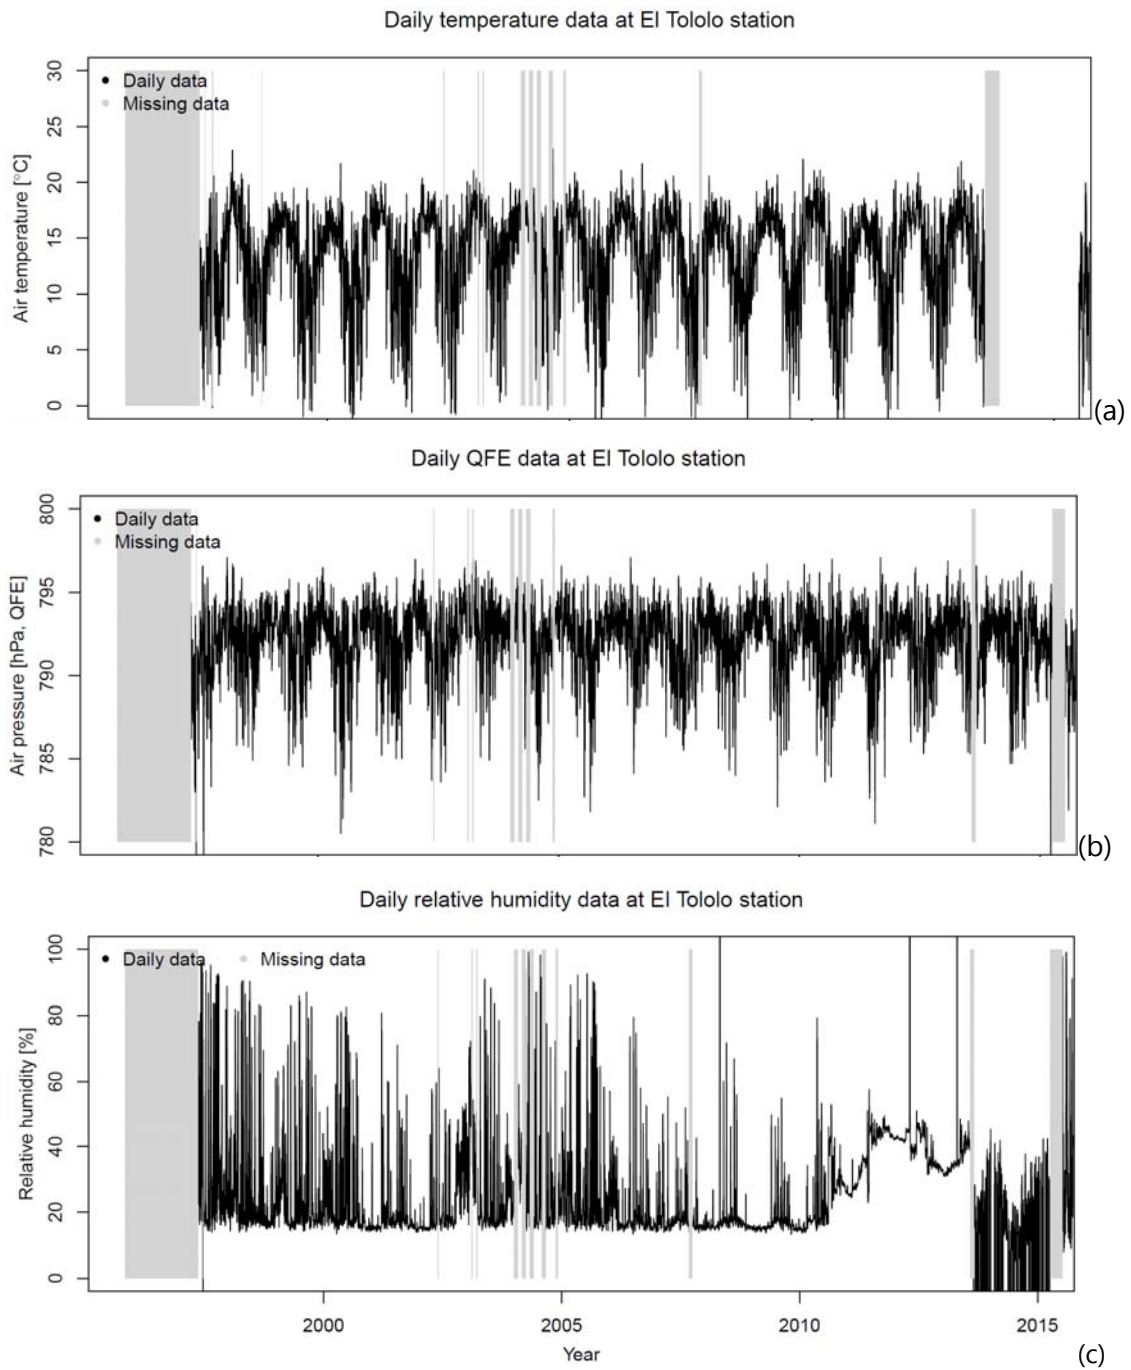 Daily temperature data at El Tololo station
30
25
20
15
10
5
0
Air temperature [°C]
Daily data
Missing data
(a)
Daily QFE data at El Tololo station
800
795
790
785
780
Air pressure [hPa, QFE]
Daily data
Missing data
(b)
Daily relative humidity data at El Tololo station
100
80
60
40
20
0
Relative humidity [%]
Daily data Missing data
2000 2005 2010 2015
Year
(c)